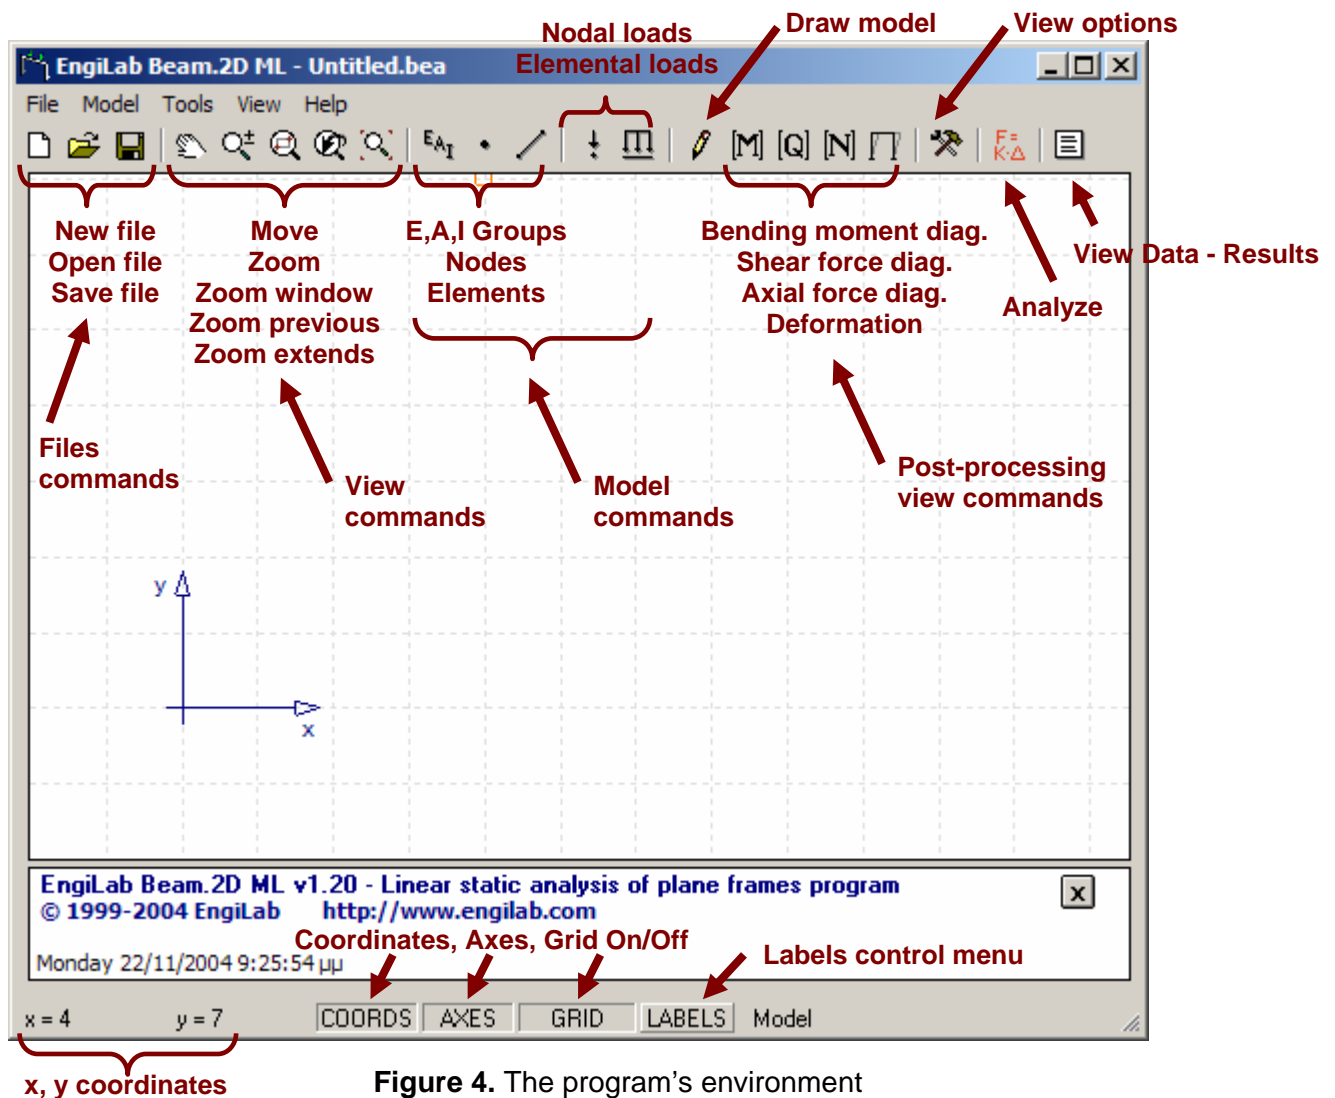 Draw model
View options
Nodal loads
Elemental loads
EngiLab Beam.2D ML - Untitled.bea
File Model Tools View Help
E A I [M] [Q] [N] F= K·Δ
New file
Open file
Save file
Move
Zoom
Zoom window
Zoom previous
Zoom extends
E,A,I Groups
Nodes
Elements
Bending moment diag.
Shear force diag.
Axial force diag.
Deformation
View Data - Results
Analyze
Files
commands
View
commands
Model
commands
Post-processing
view commands
y
x
EngiLab Beam.2D ML v1.20 - Linear static analysis of plane frames program
© 1999-2004 EngiLab http://www.engilab.com
x
Coordinates, Axes, Grid On/Off
Labels control menu
Monday 22/11/2004 9:25:54 μμ
x = 4 y = 7 COORDS AXES GRID LABELS Model
x, y coordinates
Figure 4. The program's environment